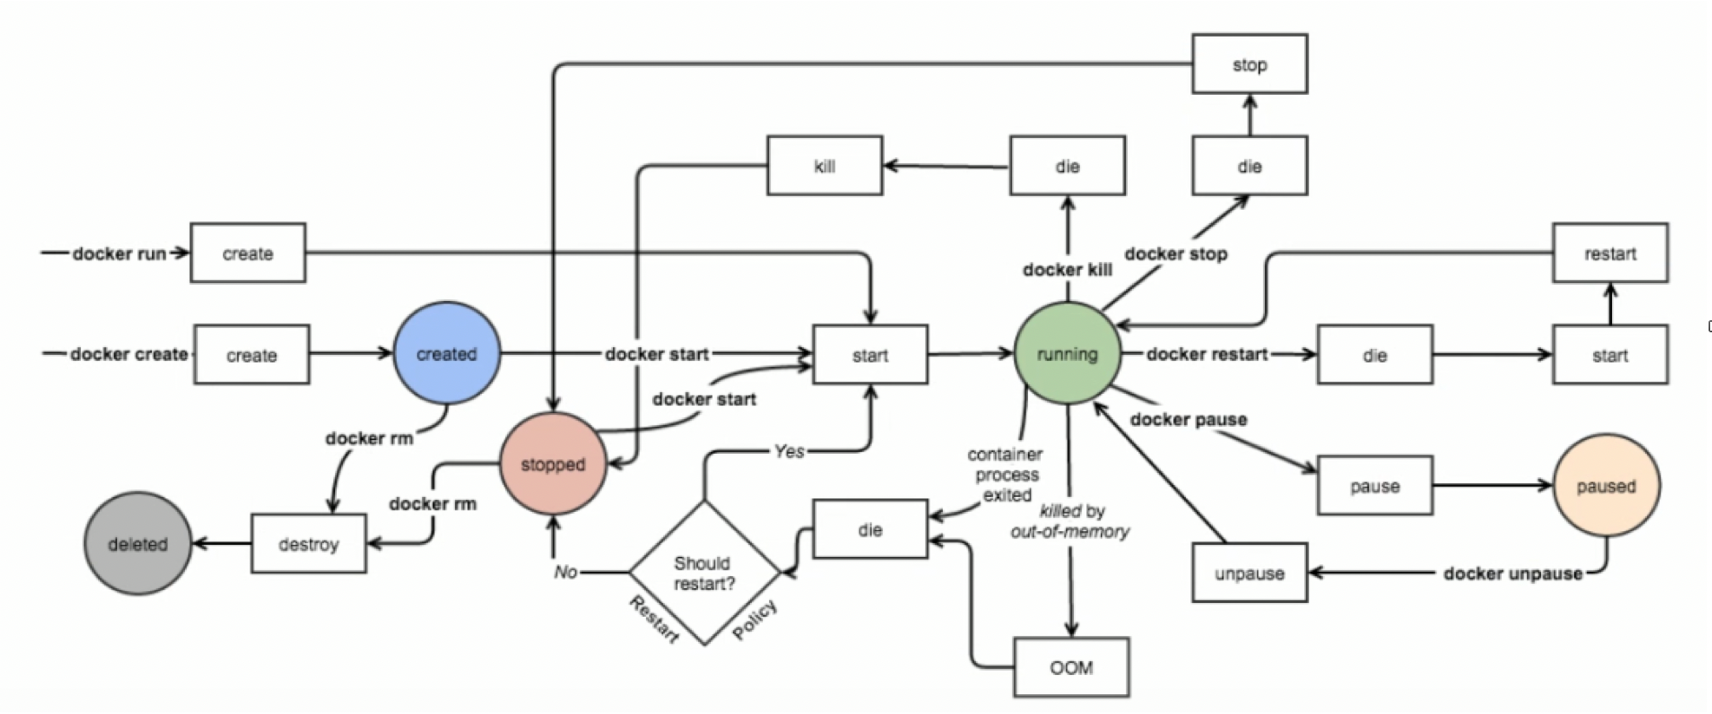 stop
kill
die
die
docker run
create
docker kill
docker stop
restart
docker create
create
created
docker start
start
running
docker restart
die
start
docker start
docker pause
docker rm
stopped
Yes
container
process
exited
pause
paused
docker rm
killed by
out-of-memory
deleted
destroy
die
No
Should
restart?
Restart
Policy
unpause
docker unpause
OOM